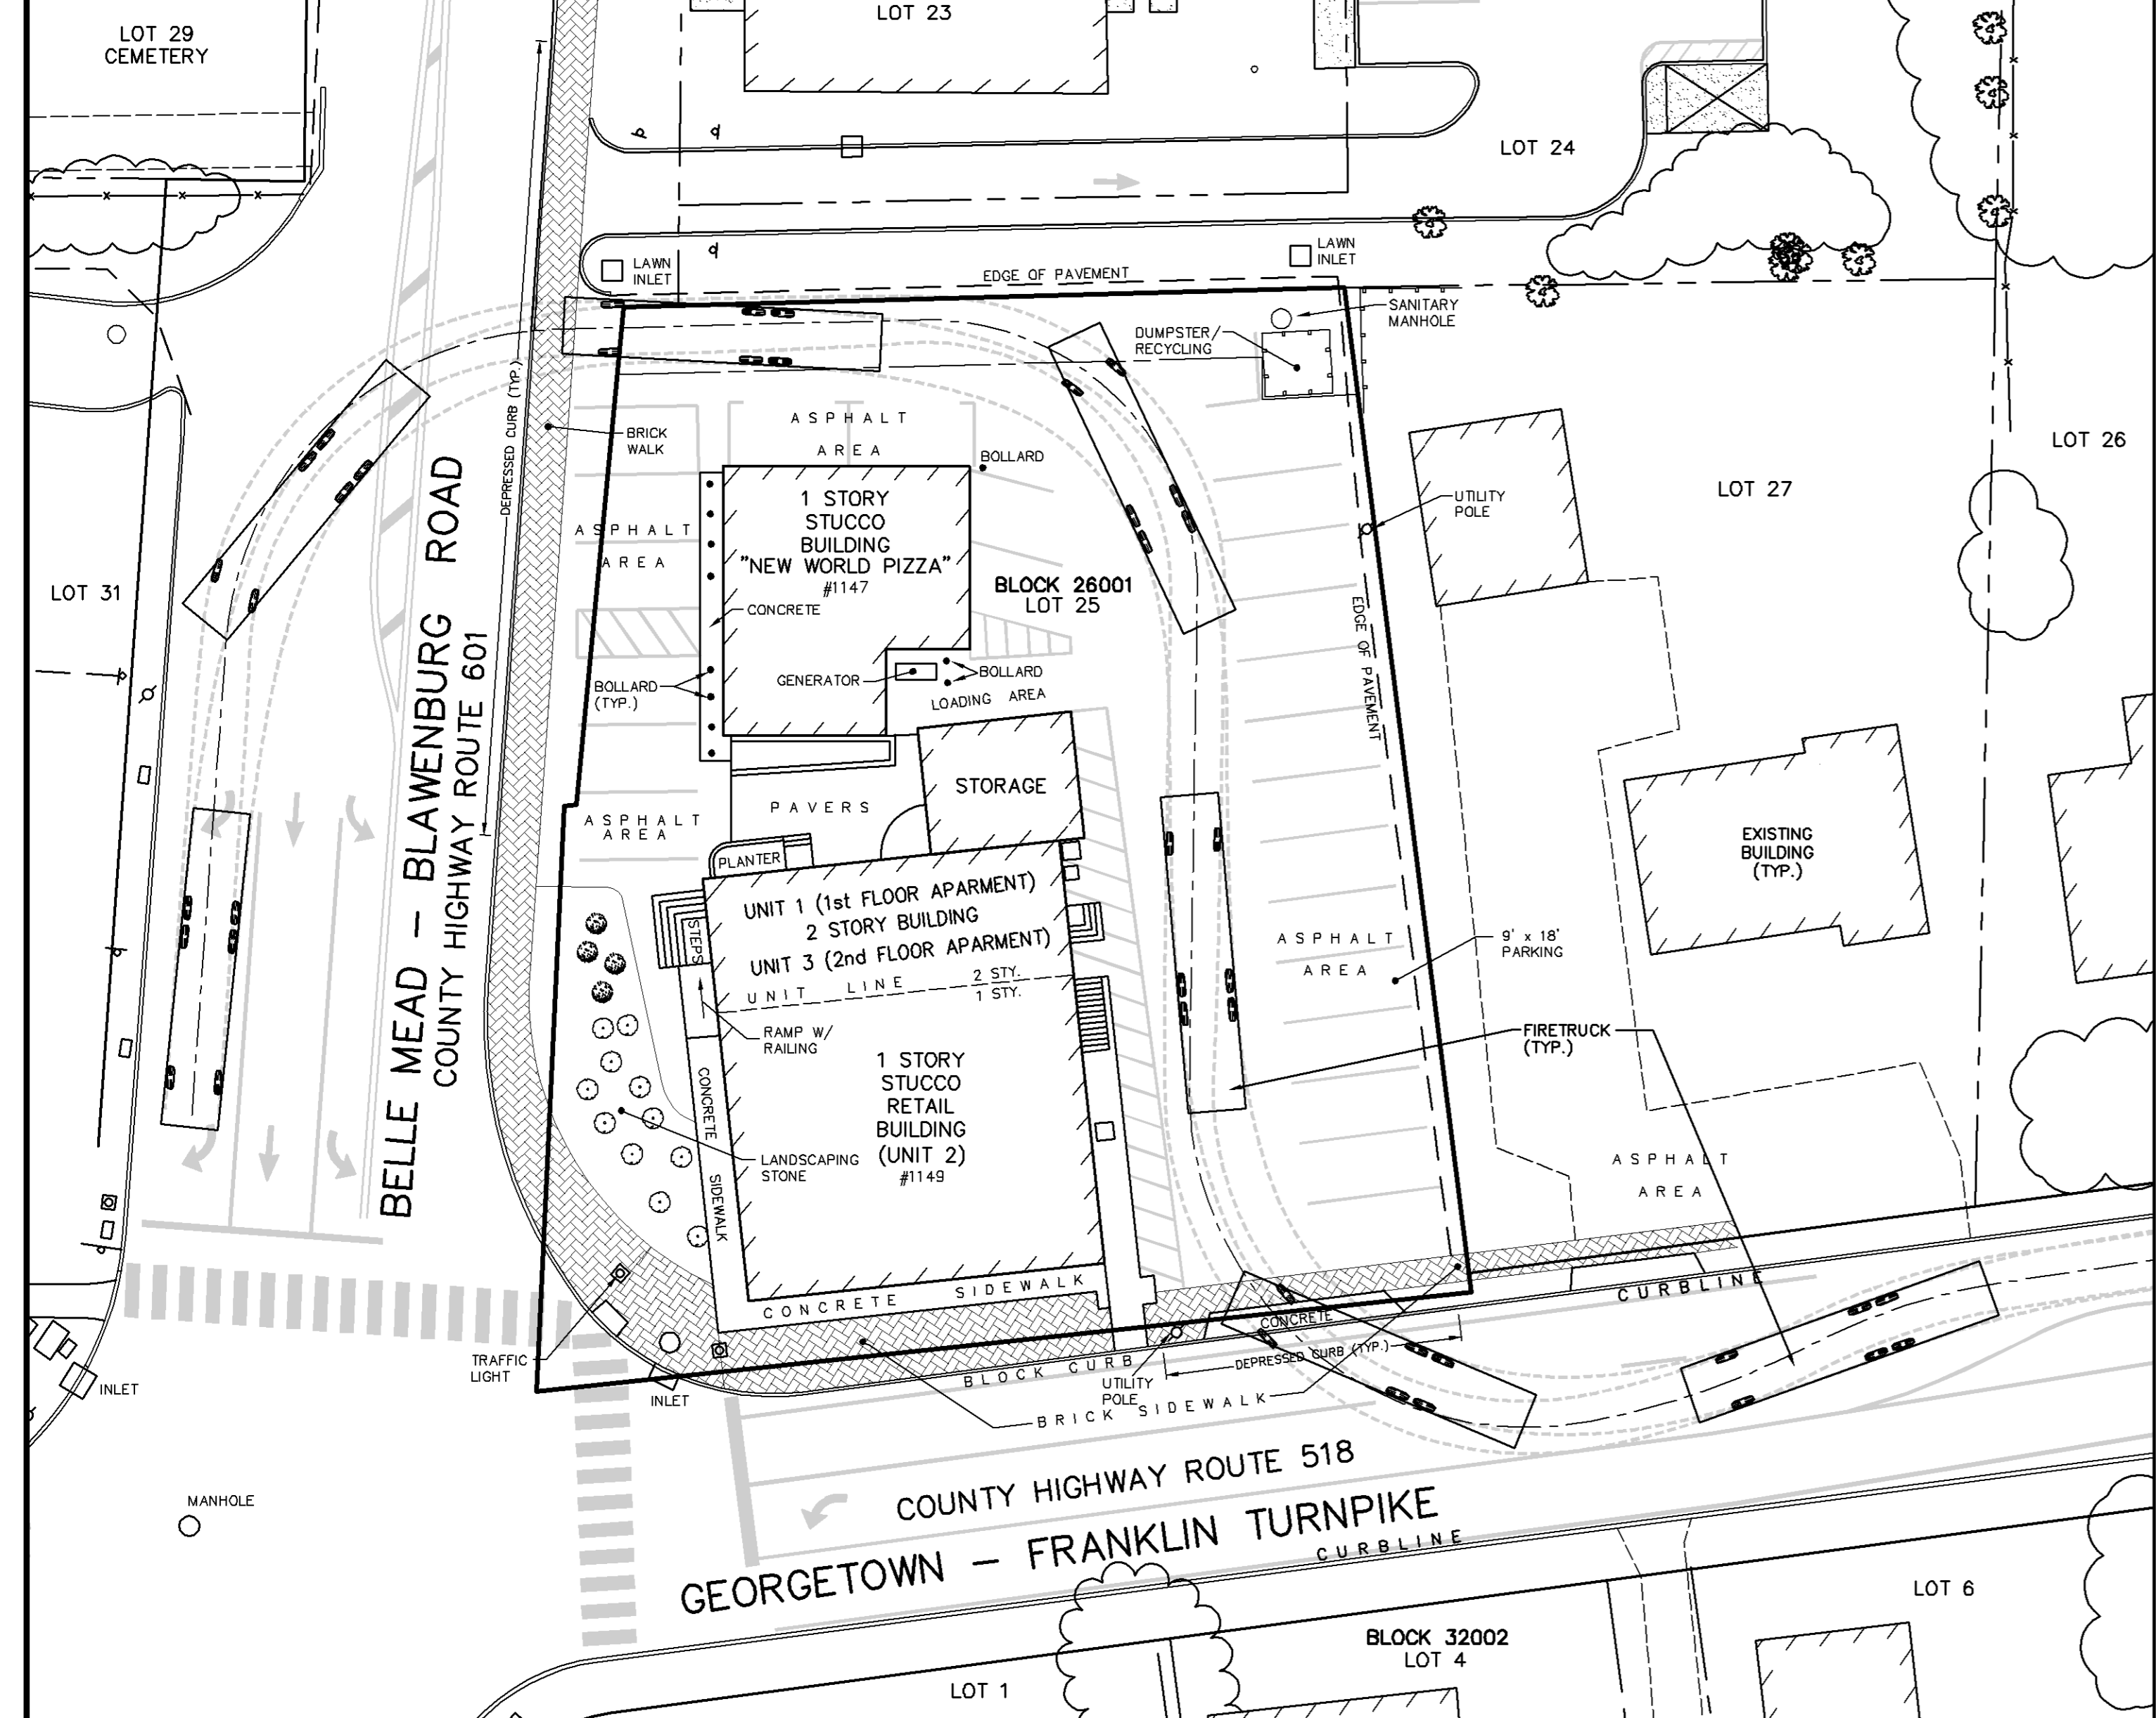 LOT 29
CEMETERY
LOT 23
LOT 24
LAWN
INLET
LAWN
INLET
EDGE OF PAVEMENT
SANITARY
MANHOLE
DUMPSTER/
RECYCLING
DEPRESSED CURB (TYP.)
BRICK
WALK
ASPHALT
AREA
BOLLARD
LOT 26
LOT 27
1 STORY
STUCCO
BUILDING
"NEW WORLD PIZZA"
#1147
UTILITY
POLE
ASPHALT
AREA
BLOCK 26001
LOT 25
LOT 31
CONCRETE
EDGE OF PAVEMENT
BELLE MEAD - BLAWENBURG ROAD
COUNTY HIGHWAY ROUTE 601
BOLLARD
(TYP.)
GENERATOR
BOLLARD
LOADING AREA
STORAGE
PAVERS
ASPHALT
AREA
PLANTER
EXISTING
BUILDING
(TYP.)
UNIT 1 (1st FLOOR APARMENT)
2 STORY BUILDING
UNIT 3 (2nd FLOOR APARMENT)
STEPS
UNIT LINE
2 STY.
1 STY.
ASPHALT
AREA
9' x 18'
PARKING
RAMP W/
RAILING
FIRETRUCK
(TYP.)
1 STORY
STUCCO
RETAIL
BUILDING
(UNIT 2)
#1149
CONCRETE SIDEWALK
LANDSCAPING
STONE
ASPHALT
AREA
CONCRETE SIDEWALK
CURBLINE
CONCRETE
TRAFFIC
LIGHT
BLOCK CURB
DEPRESSED CURB (TYP.)
UTILITY
POLE
INLET
INLET
BRICK SIDEWALK
COUNTY HIGHWAY ROUTE 518
GEORGETOWN - FRANKLIN TURNPIKE
CURBLINE
MANHOLE
LOT 6
BLOCK 32002
LOT 4
LOT 1